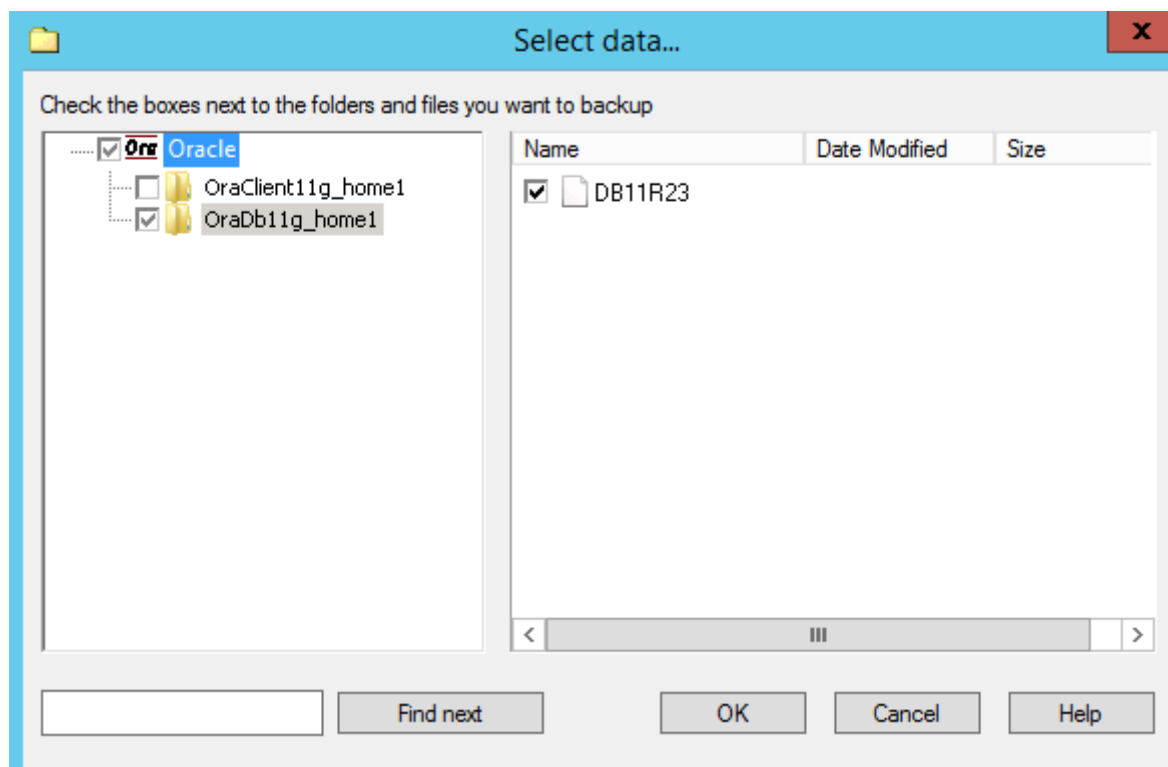 Select data...
x
Check the boxes next to the folders and files you want to backup
Ora Oracle
OraClient11g_home1
OraDb11g_home1
Name Date Modified Size
DB11R23
Find next OK Cancel Help